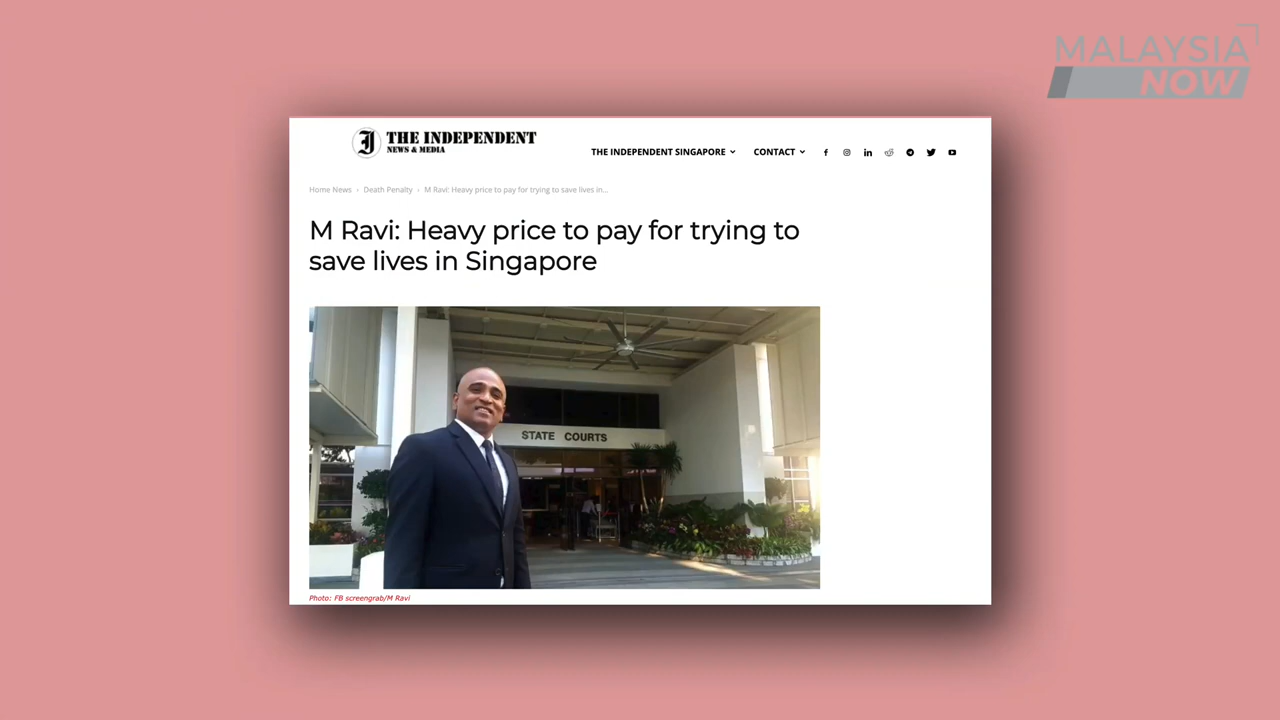 MALAYSIA
NOW
THE INDEPENDENT
NEWS & MEDIA
THE INDEPENDENT SINGAPORE
CONTACT
Home News › Death Penalty › M Ravi: Heavy price to pay for trying to save lives in...
M Ravi: Heavy price to pay for trying to
save lives in Singapore
STATE COURTS
Photo: FB screengrab/M Ravi